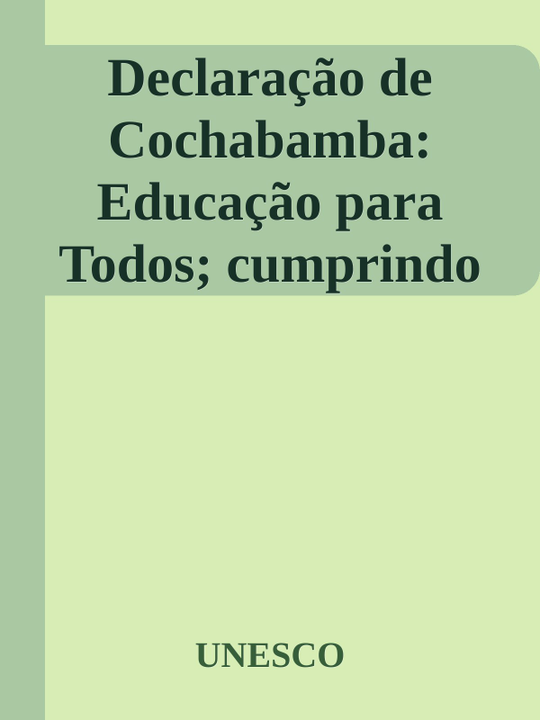 Declaração de
Cochabamba:
Educação para
Todos; cumprindo
UNESCO